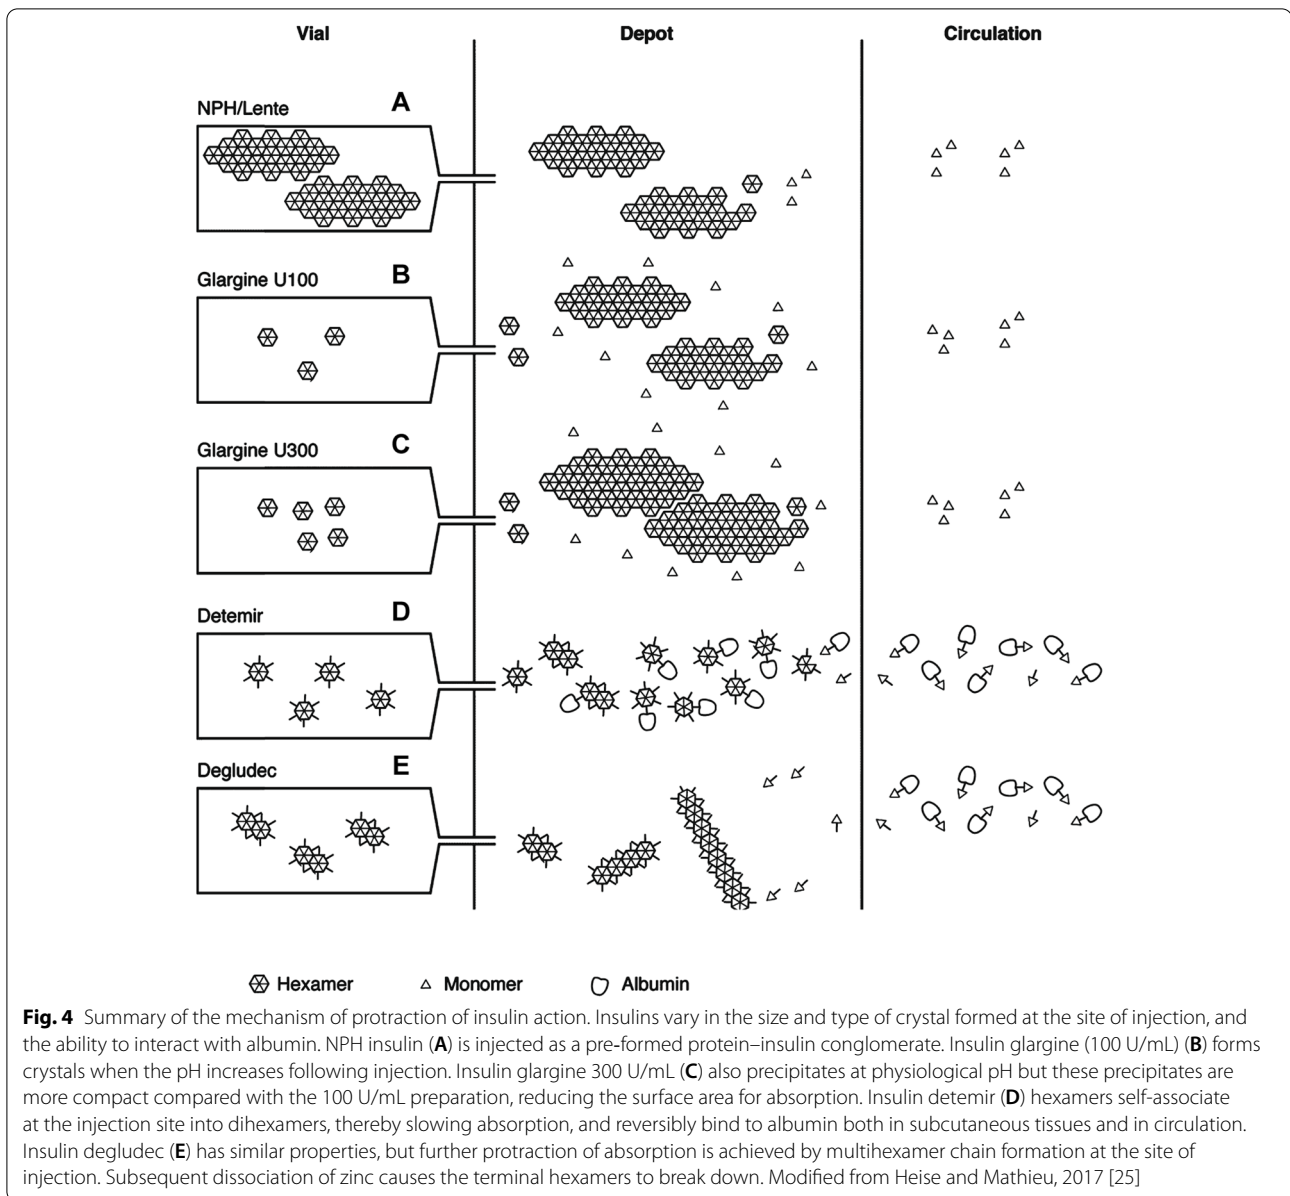 Vial Depot Circulation
NPH/Lente A
Glargine U100 B
Glargine U300 C
Detemir D
Degludec E
Hexamer Monomer Albumin
Fig. 4 Summary of the mechanism of protraction of insulin action. Insulins vary in the size and type of crystal formed at the site of injection, and
the ability to interact with albumin. NPH insulin (A) is injected as a pre-formed protein–insulin conglomerate. Insulin glargine (100 U/mL) (B) forms
crystals when the pH increases following injection. Insulin glargine 300 U/mL (C) also precipitates at physiological pH but these precipitates are
more compact compared with the 100 U/mL preparation, reducing the surface area for absorption. Insulin detemir (D) hexamers self-associate
at the injection site into dihexamers, thereby slowing absorption, and reversibly bind to albumin both in subcutaneous tissues and in circulation.
Insulin degludec (E) has similar properties, but further protraction of absorption is achieved by multihexamer chain formation at the site of
injection. Subsequent dissociation of zinc causes the terminal hexamers to break down. Modified from Heise and Mathieu, 2017 [25]